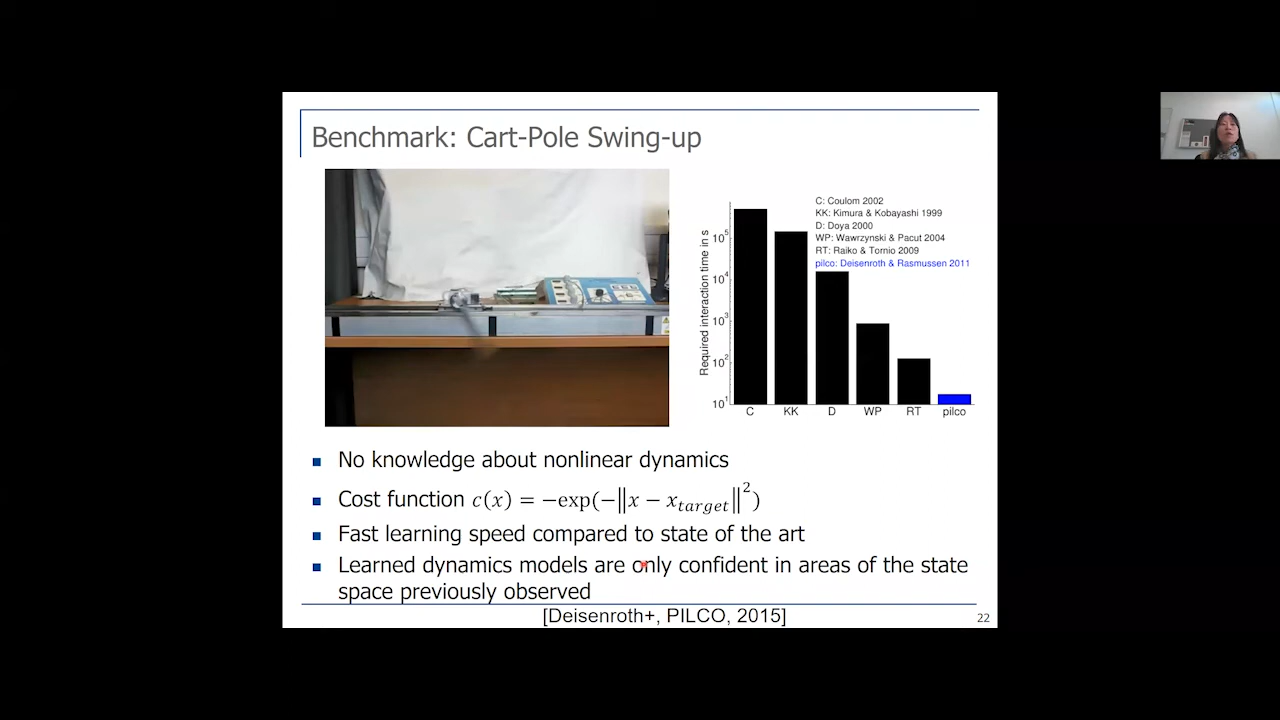 Benchmark: Cart-Pole Swing-up
C: Coulom 2002
KK: Kimura & Kobayashi 1999
D: Doya 2000
WP: Wawrzynski & Pacut 2004
RT: Raiko & Tornio 2009
pilco: Deisenroth & Rasmussen 2011
Required interaction time in s
10⁵
10⁴
10³
10²
10¹
C KK D WP RT pilco
No knowledge about nonlinear dynamics
Cost function c(x) = −exp(−‖x − x_target‖²)
Fast learning speed compared to state of the art
Learned dynamics models are only confident in areas of the state
space previously observed
[Deisenroth+, PILCO, 2015]
22